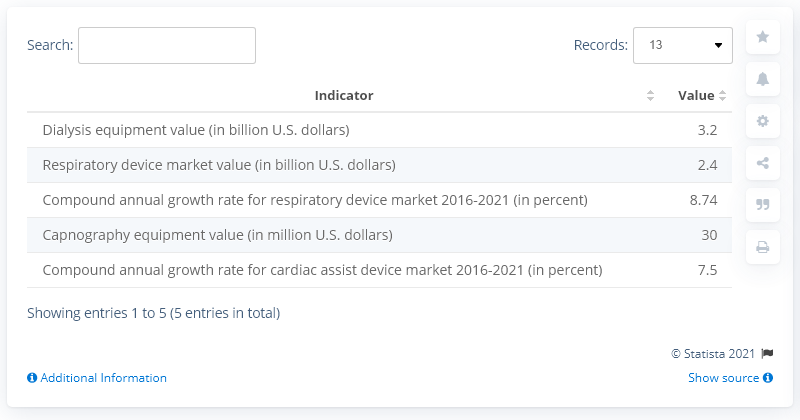 Search:
Records: 13
Indicator Value
Dialysis equipment value (in billion U.S. dollars) 3.2
Respiratory device market value (in billion U.S. dollars) 2.4
Compound annual growth rate for respiratory device market 2016-2021 (in percent) 8.74
Capnography equipment value (in million U.S. dollars) 30
Compound annual growth rate for cardiac assist device market 2016-2021 (in percent) 7.5
Showing entries 1 to 5 (5 entries in total)
© Statista 2021
Additional Information
Show source